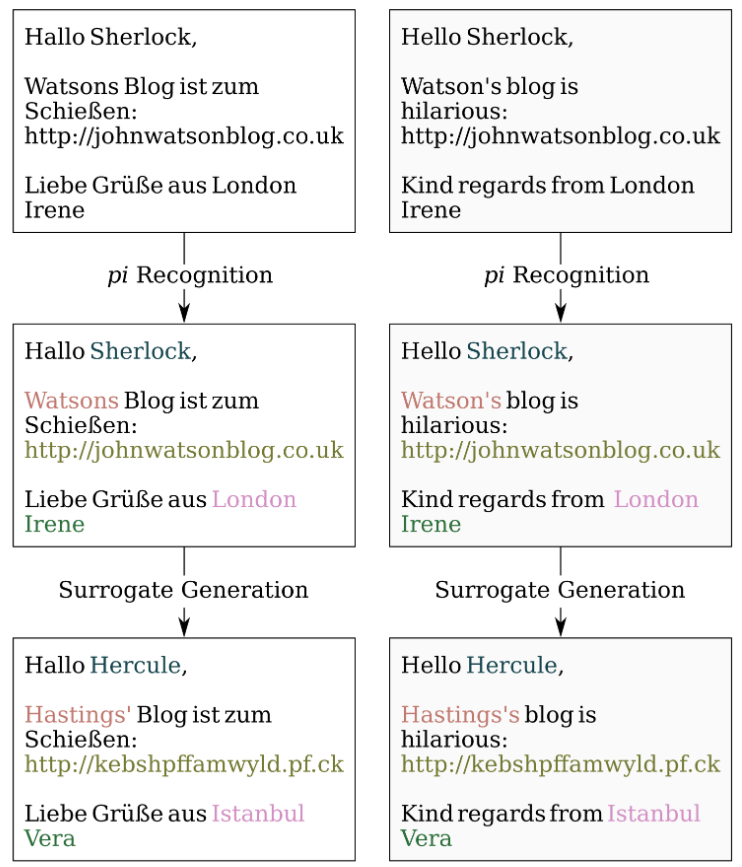 Hallo Sherlock,
Watsons Blog ist zum
Schießen:
http://johnwatsonblog.co.uk
Liebe Grüße aus London
Irene
Hello Sherlock,
Watson's blog is
hilarious:
http://johnwatsonblog.co.uk
Kind regards from London
Irene
pi Recognition
pi Recognition
Hallo Sherlock,
Watsons Blog ist zum
Schießen:
http://johnwatsonblog.co.uk
Liebe Grüße aus London
Irene
Hello Sherlock,
Watson's blog is
hilarious:
http://johnwatsonblog.co.uk
Kind regards from London
Irene
Surrogate Generation
Surrogate Generation
Hallo Hercule,
Hastings' Blog ist zum
Schießen:
http://kebshpffamwyld.pf.ck
Liebe Grüße aus Istanbul
Vera
Hello Hercule,
Hastings's blog is
hilarious:
http://kebshpffamwyld.pf.ck
Kind regards from Istanbul
Vera